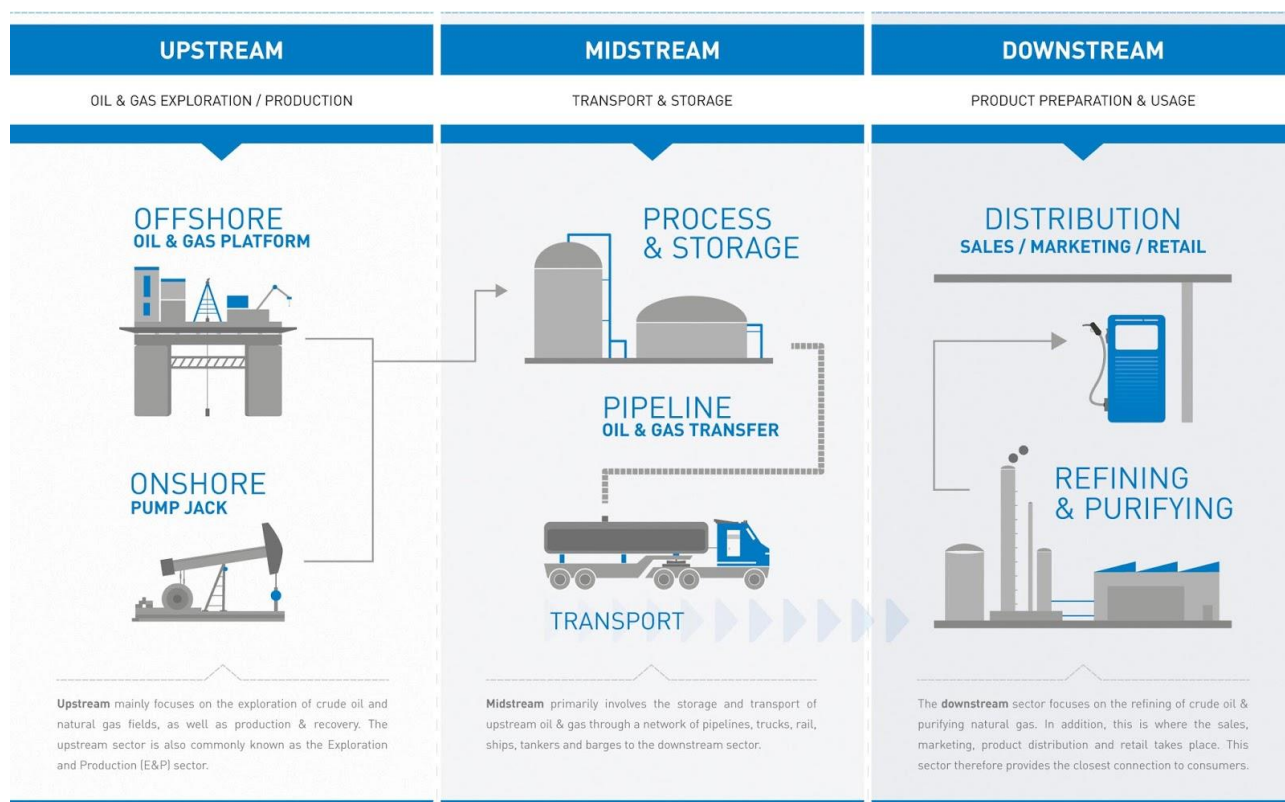 UPSTREAM
OIL & GAS EXPLORATION / PRODUCTION
OFFSHORE
OIL & GAS PLATFORM
ONSHORE
PUMP JACK
Upstream mainly focuses on the exploration of crude oil and
natural gas fields, as well as production & recovery. The
upstream sector is also commonly known as the Exploration
and Production (E&P) sector.
MIDSTREAM
TRANSPORT & STORAGE
PROCESS
& STORAGE
PIPELINE
OIL & GAS TRANSFER
TRANSPORT
Midstream primarily involves the storage and transport of
upstream oil & gas through a network of pipelines, trucks, rail,
ships, tankers and barges to the downstream sector.
DOWNSTREAM
PRODUCT PREPARATION & USAGE
DISTRIBUTION
SALES / MARKETING / RETAIL
REFINING
& PURIFYING
The downstream sector focuses on the refining of crude oil &
purifying natural gas. In addition, this is where the sales,
marketing, product distribution and retail takes place. This
sector therefore provides the closest connection to consumers.